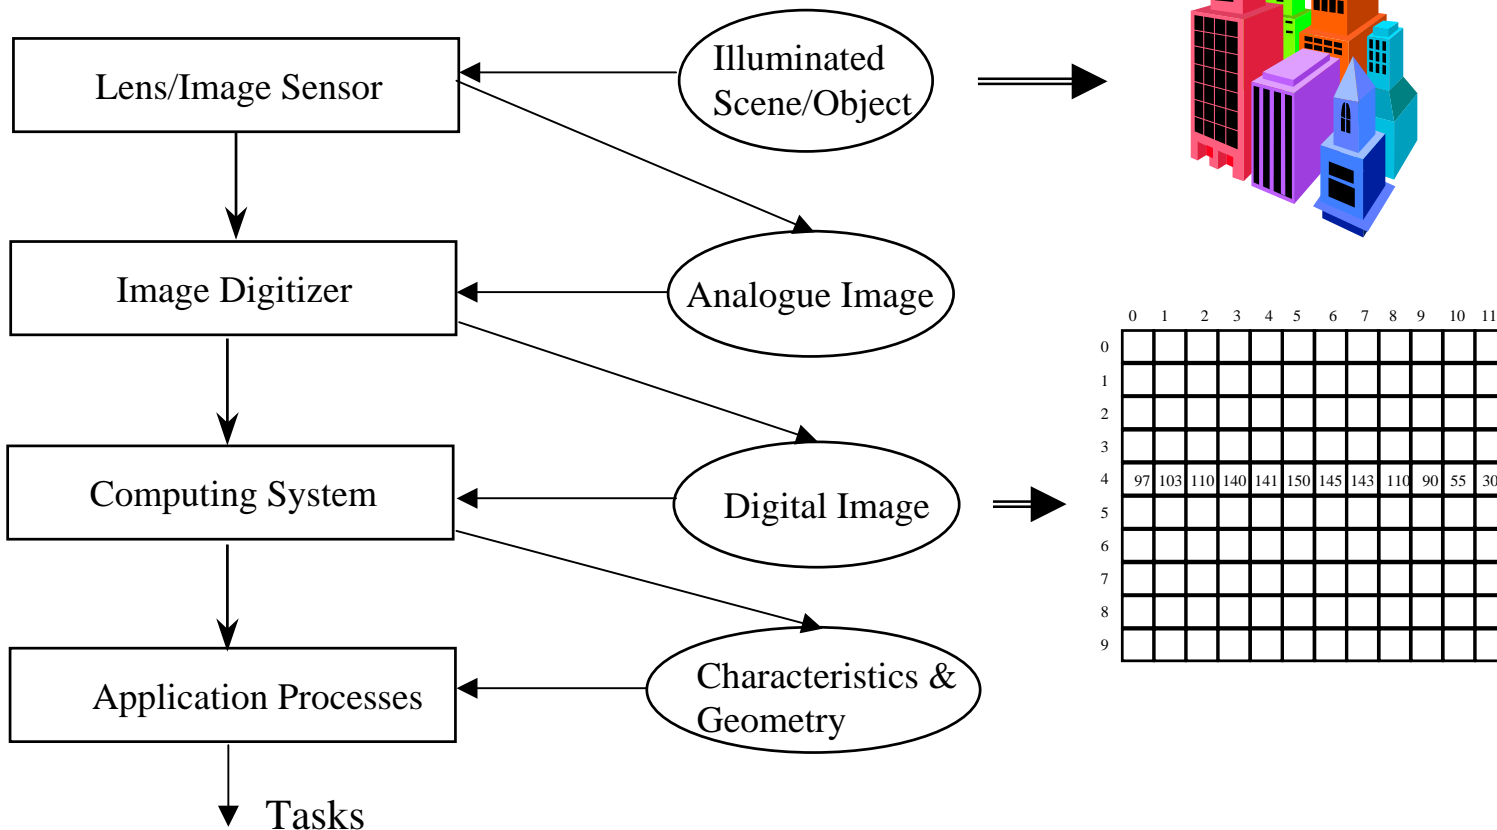 Lens/Image Sensor
Illuminated
Scene/Object
Image Digitizer
Analogue Image
Computing System
Digital Image
Application Processes
Characteristics &
Geometry
Tasks
0 1 2 3 4 5 6 7 8 9 10 11
0
1
2
3
4 97 103 110 140 141 150 145 143 110 90 55 30
5
6
7
8
9